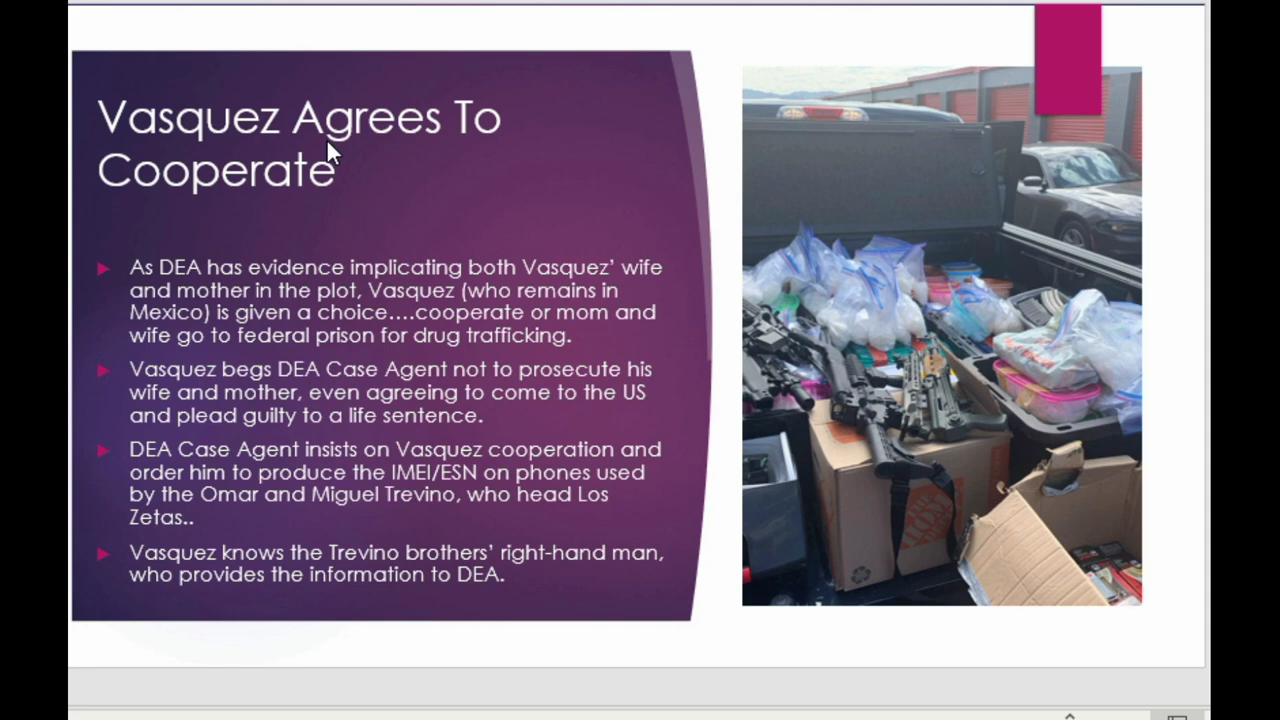 Vasquez Agrees To
Cooperate
As DEA has evidence implicating both Vasquez’ wife
and mother in the plot, Vasquez (who remains in
Mexico) is given a choice....cooperate or mom and
wife go to federal prison for drug trafficking.
Vasquez begs DEA Case Agent not to prosecute his
wife and mother, even agreeing to come to the US
and plead guilty to a life sentence.
DEA Case Agent insists on Vasquez cooperation and
order him to produce the IMEI/ESN on phones used
by the Omar and Miguel Trevino, who head Los
Zetas..
Vasquez knows the Trevino brothers’ right-hand man,
who provides the information to DEA.